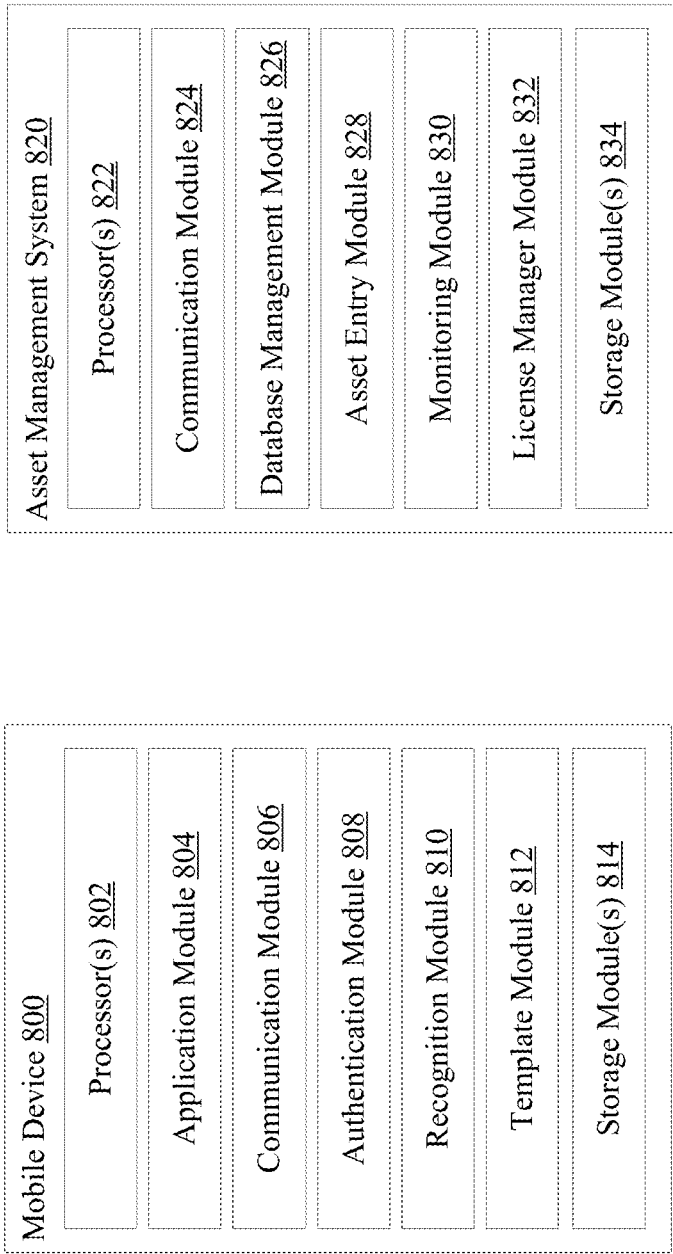 Mobile Device 800
Processor(s) 802
Application Module 804
Communication Module 806
Authentication Module 808
Recognition Module 810
Template Module 812
Storage Module(s) 814
Asset Management System 820
Processor(s) 822
Communication Module 824
Database Management Module 826
Asset Entry Module 828
Monitoring Module 830
License Manager Module 832
Storage Module(s) 834